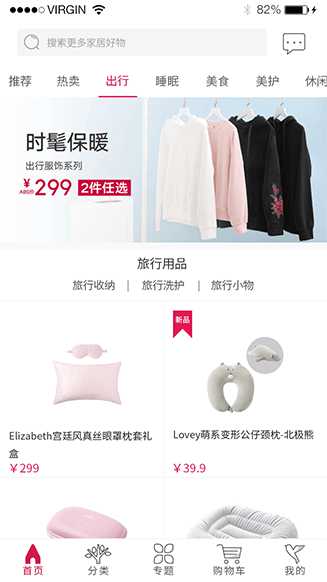 VIRGIN 82%
搜索更多家居好物
推荐 热卖 出行 睡眠 美食 美护 休闲
时髦保暖
出行服饰系列
¥299 2件任选
旅行用品
旅行收纳 | 旅行洗护 | 旅行小物
新品
Elizabeth宫廷风真丝眼罩枕套礼盒
¥299
Lovey萌系变形公仔颈枕-北极熊
¥39.9
首页 分类 专题 购物车 我的